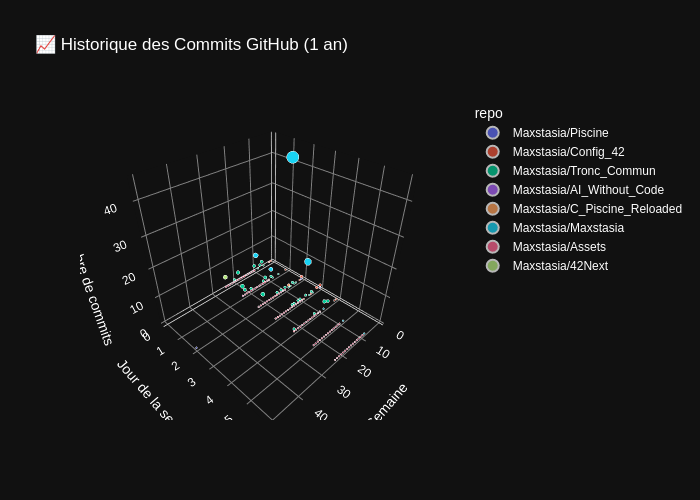 📈 Historique des Commits GitHub (1 an)
repo
Maxstasia/Piscine
Maxstasia/Config_42
Maxstasia/Tronc_Commun
Maxstasia/AI_Without_Code
Maxstasia/C_Piscine_Reloaded
Maxstasia/Maxstasia
Maxstasia/Assets
Maxstasia/42Next
40
30
20
10
0
de commits
0
1
2
3
4
5
Jour de la
0
10
20
30
40